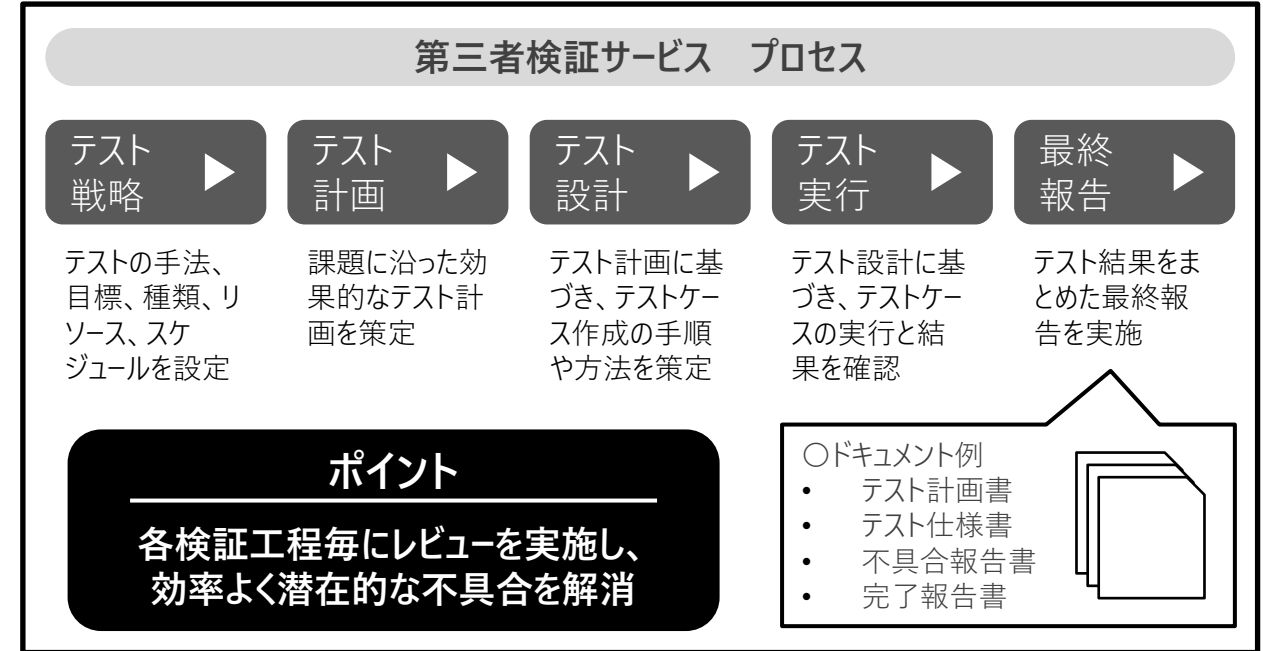 第三者検証サービス　プロセス
テスト
戦略
テスト
計画
テスト
設計
テスト
実行
最終
報告
テストの手法、
目標、種類、リ
ソース、スケ
ジュールを設定
課題に沿った効
果的なテスト計
画を策定
テスト計画に基
づき、テストケー
ス作成の手順
や方法を策定
テスト設計に基
づき、テストケー
スの実行と結
果を確認
テスト結果をま
とめた最終報
告を実施
ポイント
各検証工程毎にレビューを実施し、
効率よく潜在的な不具合を解消
〇ドキュメント例
• テスト計画書
• テスト仕様書
• 不具合報告書
• 完了報告書